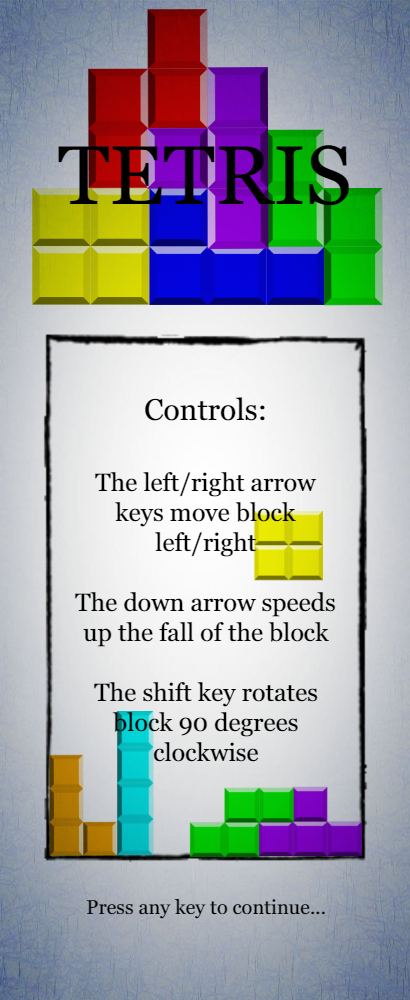 TETRIS
Controls:
The left/right arrow
keys move block
left/right
The down arrow speeds
up the fall of the block
The shift key rotates
block 90 degrees
clockwise
Press any key to continue...